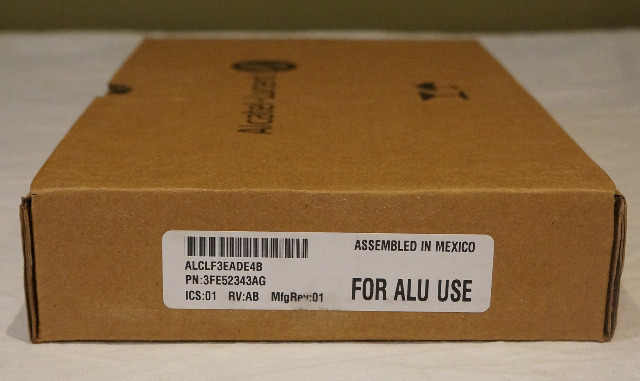 Alcatel·Lucent
ALCLF3EADE4B
PN:3FE52343AG
ICS:01 RV:AB MfgRev:01
ASSEMBLED IN MEXICO
FOR ALU USE